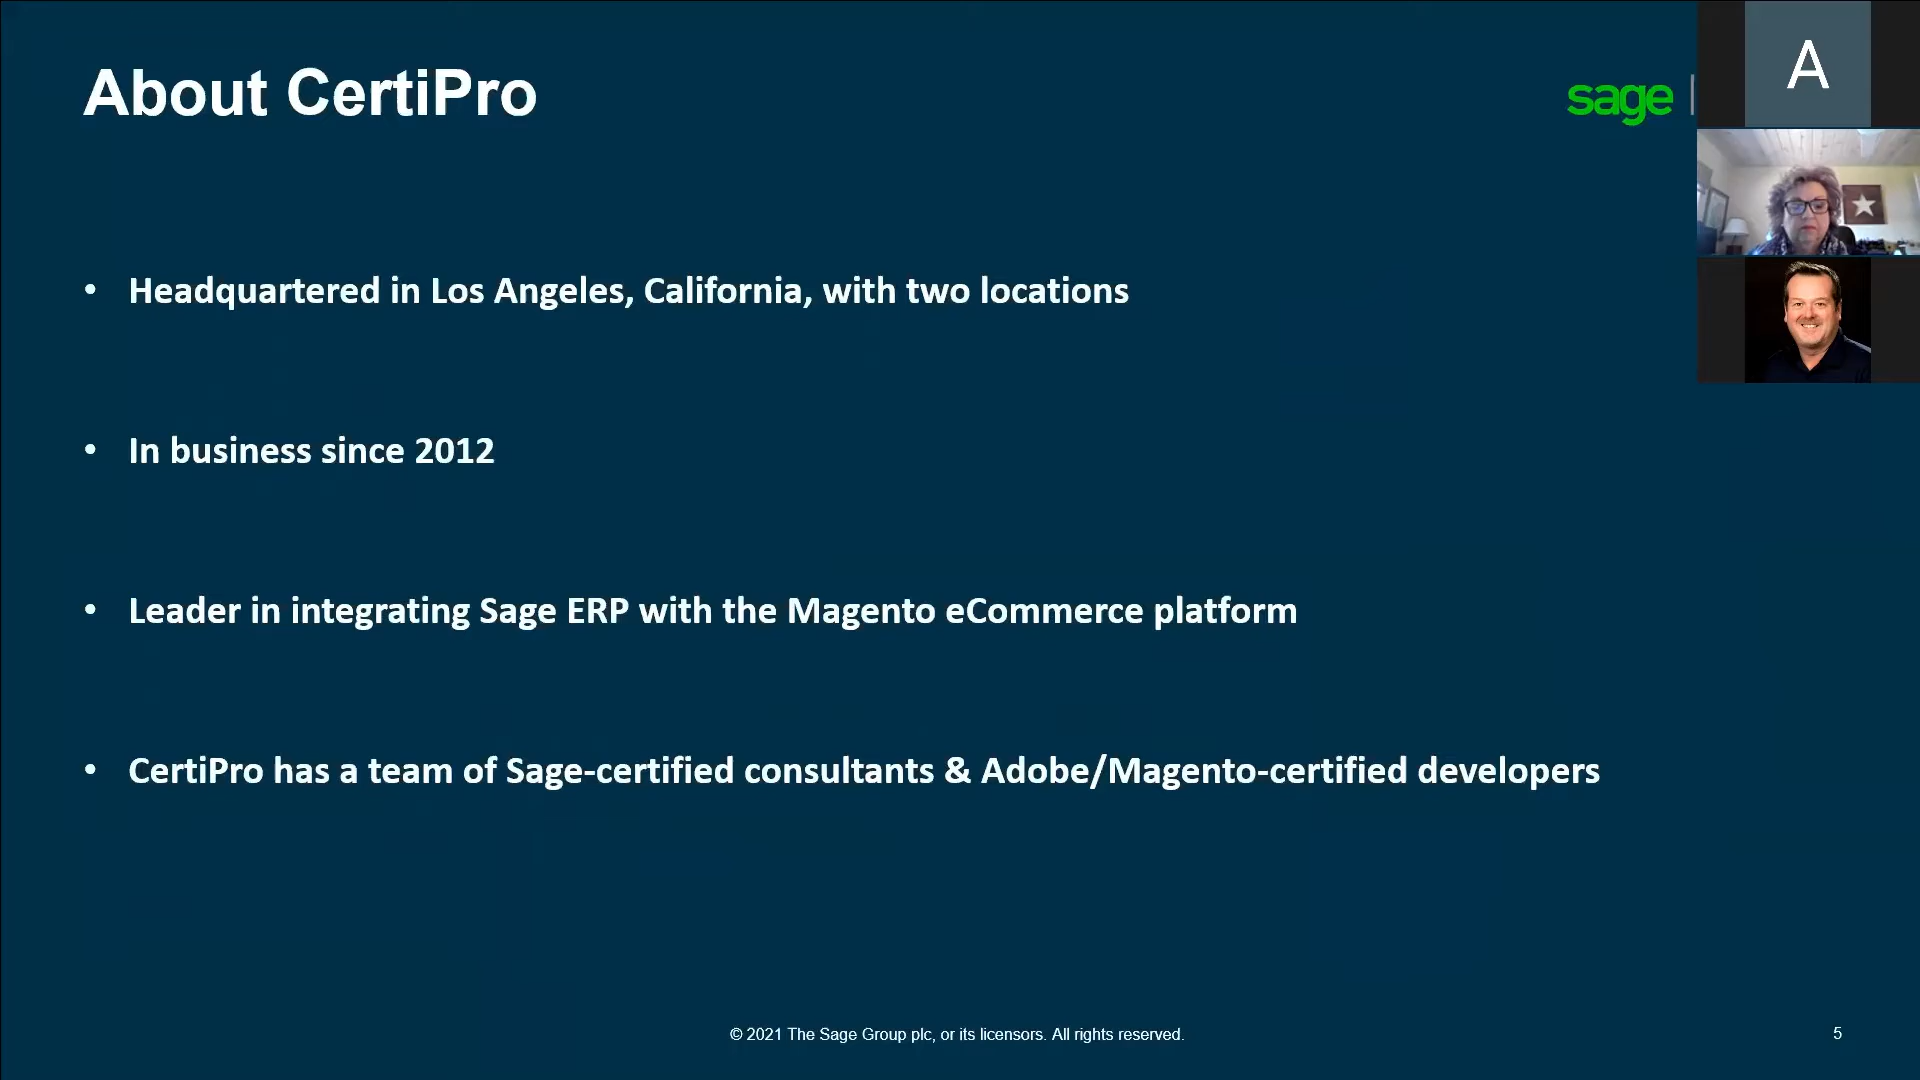 About CertiPro
sage
A
• Headquartered in Los Angeles, California, with two locations
• In business since 2012
• Leader in integrating Sage ERP with the Magento eCommerce platform
• CertiPro has a team of Sage-certified consultants & Adobe/Magento-certified developers
© 2021 The Sage Group plc, or its licensors. All rights reserved.
5